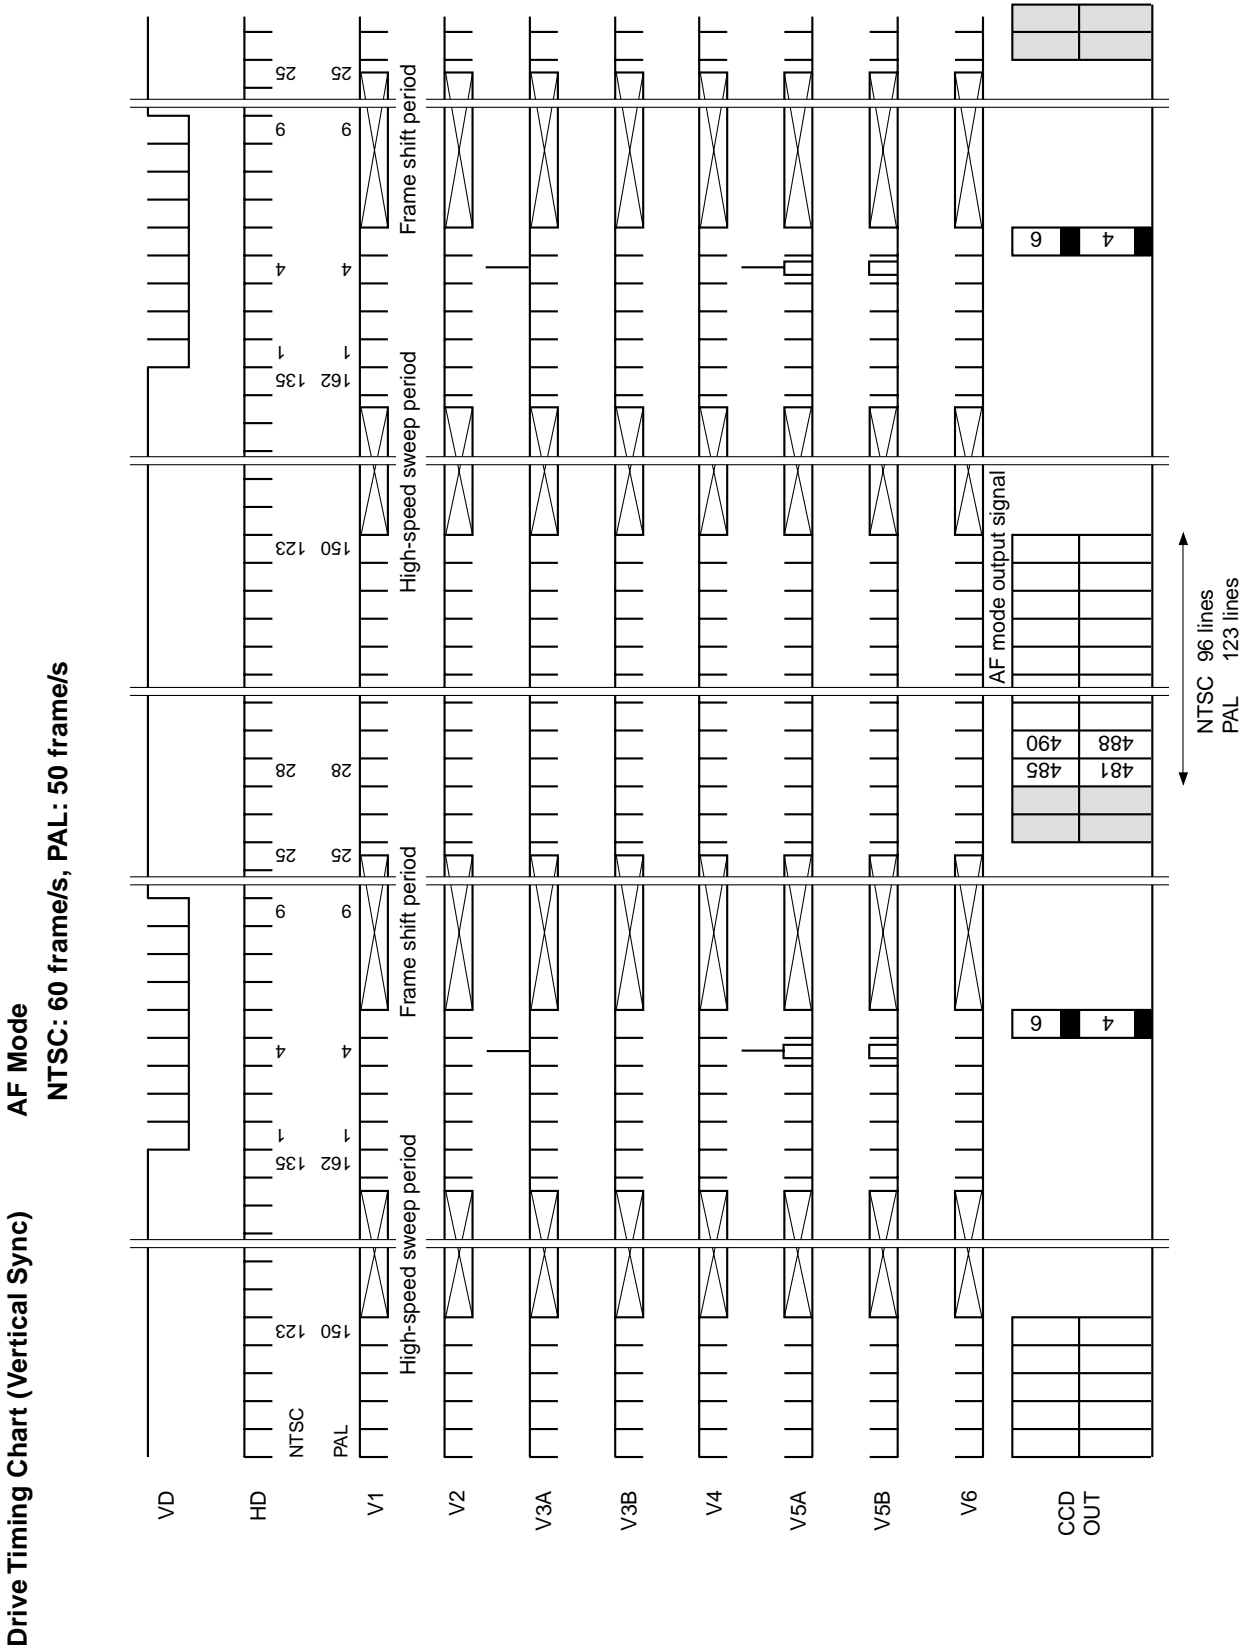 Drive Timing Chart (Vertical Sync) AF Mode
NTSC: 60 frame/s, PAL: 50 frame/s
VD
HD
NTSC 123 135 1 4 9 25 28 123 135 1 4 9 25
PAL 150 162 1 4 9 25 28 150 162 1 4 9 25
V1
High-speed sweep period Frame shift period High-speed sweep period Frame shift period
V2
V3A
V3B
V4
V5A
V5B
V6
AF mode output signal
CCD
OUT
6 485 490 6
4 481 488 4
NTSC 96 lines
PAL 123 lines